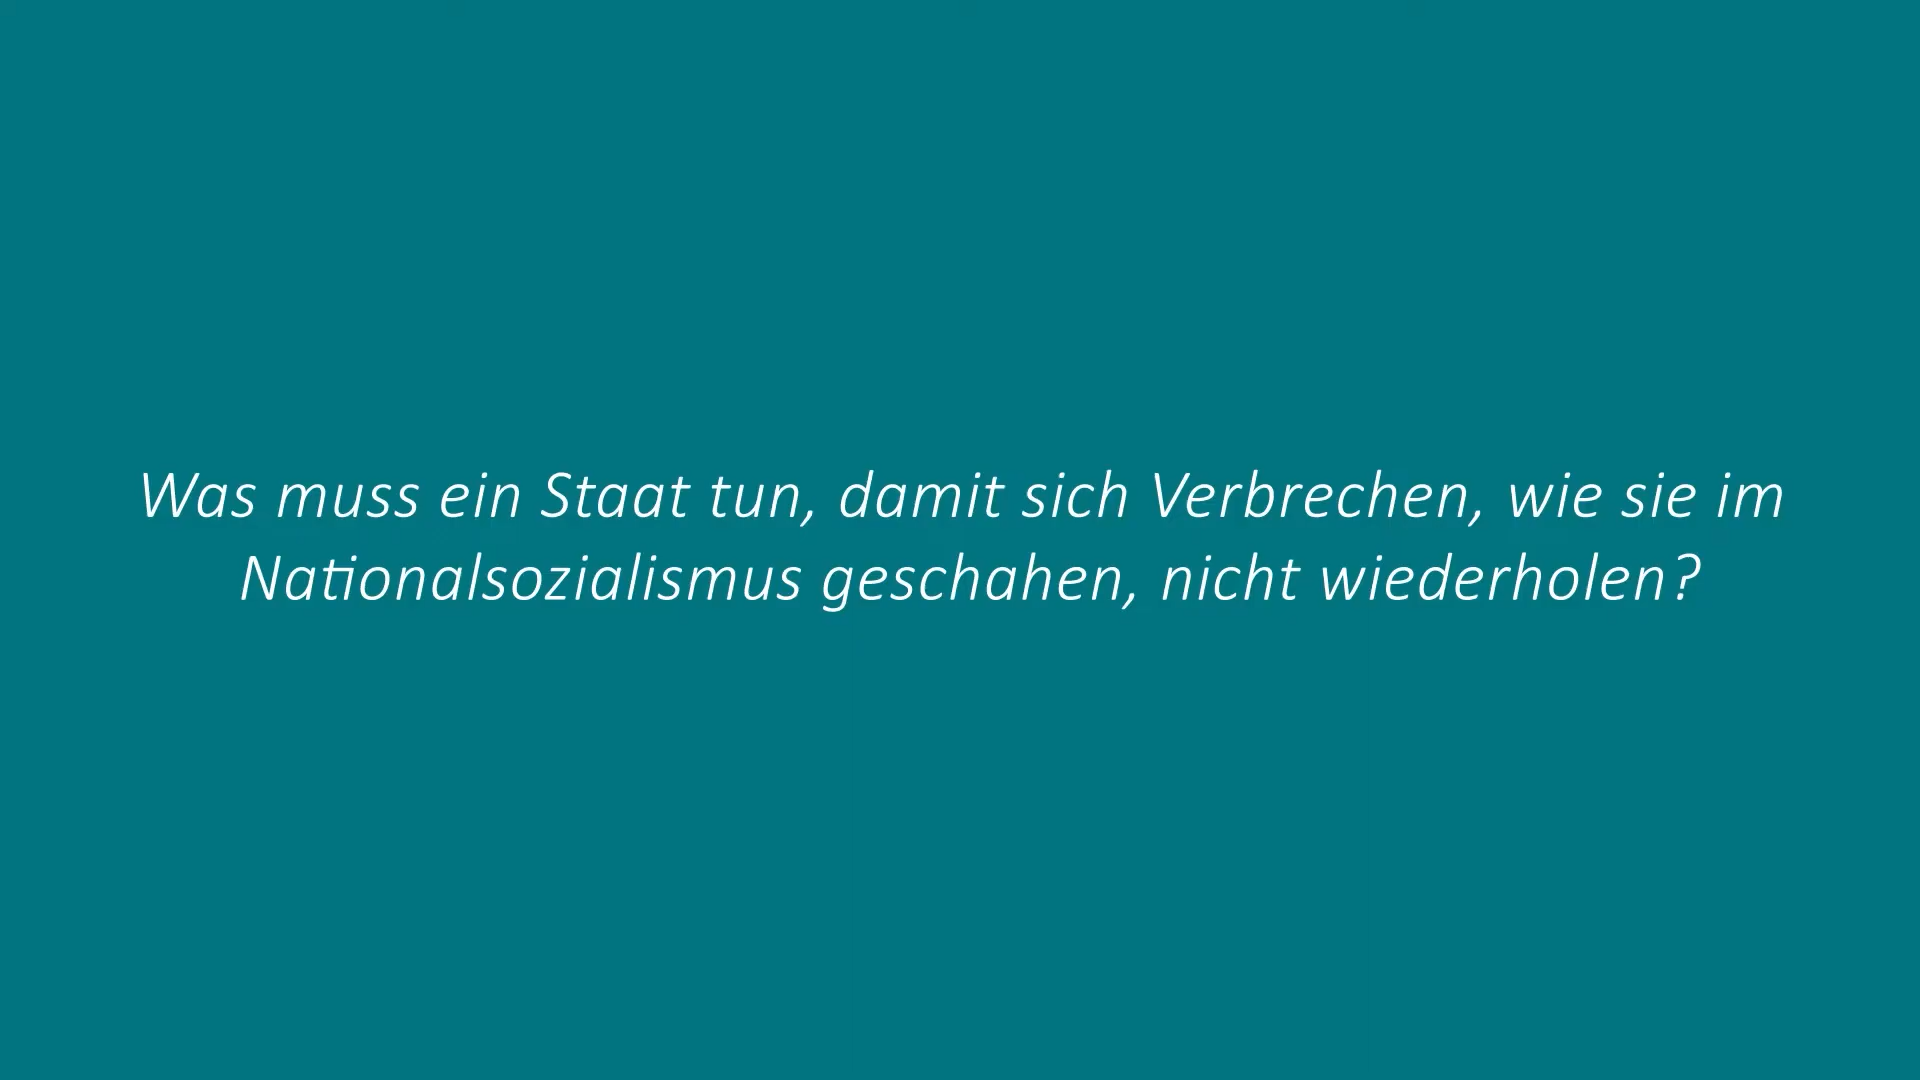 Was muss ein Staat tun, damit sich Verbrechen, wie sie im
Nationalsozialismus geschahen, nicht wiederholen?